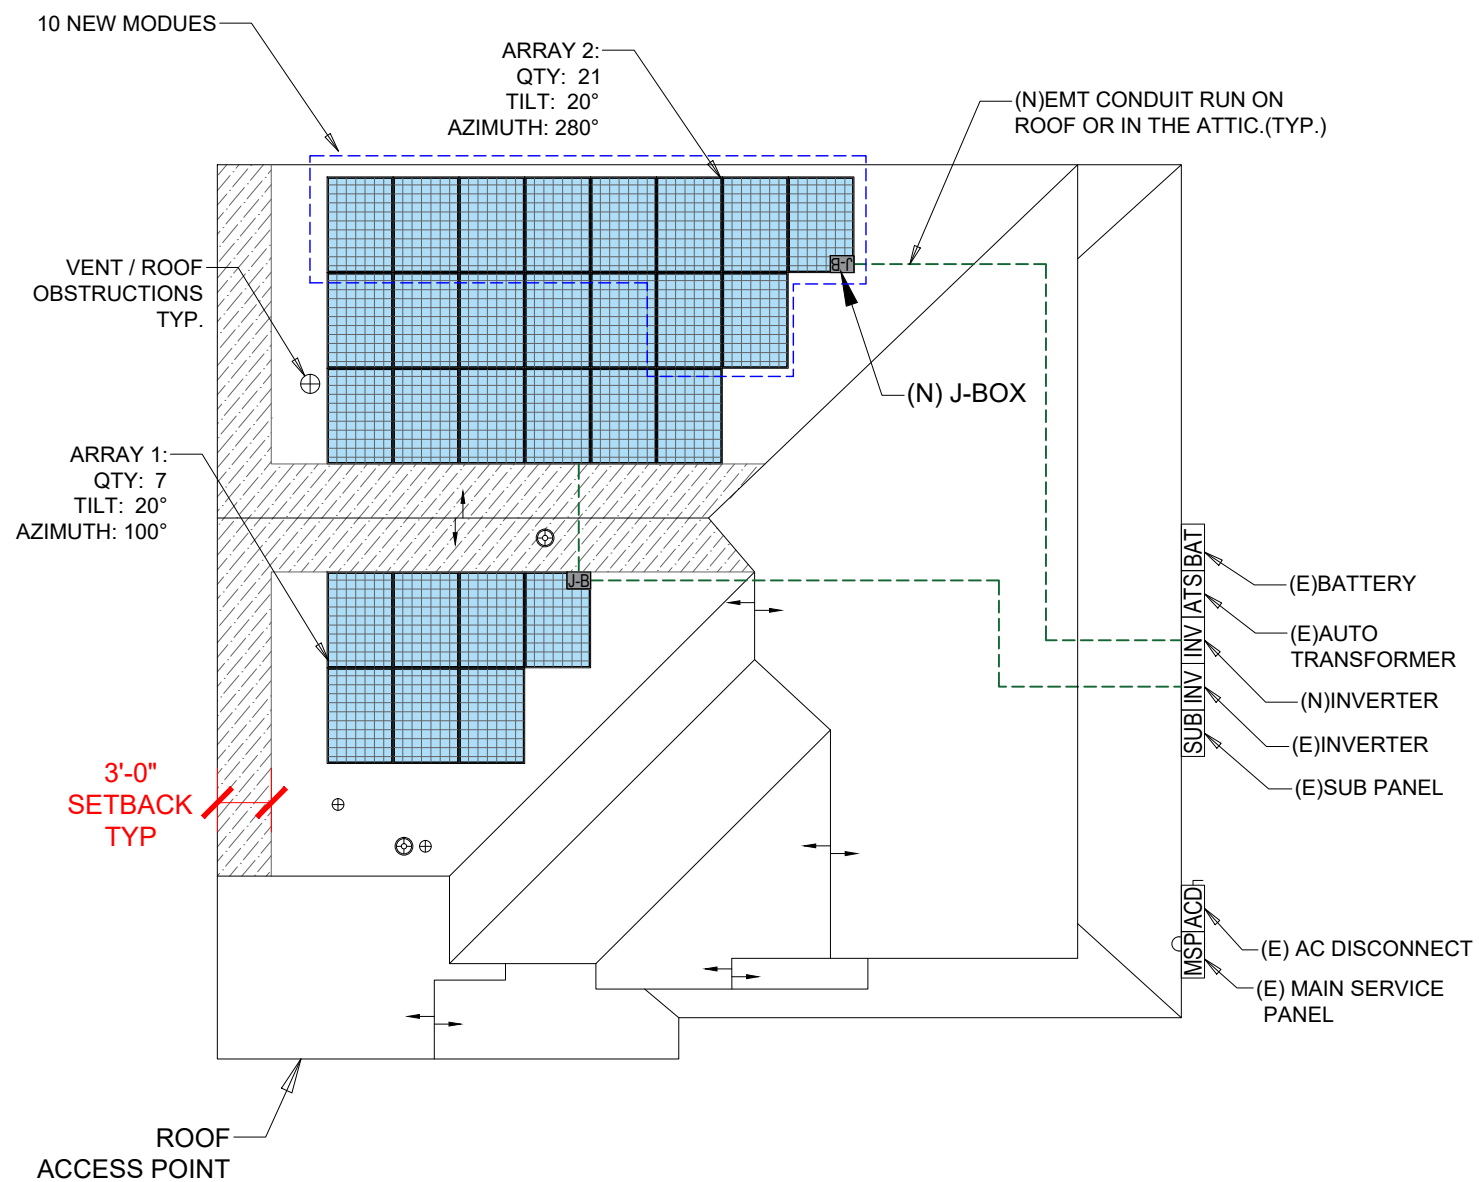 10 NEW MODUES
ARRAY 2:
QTY: 21
TILT: 20°
AZIMUTH: 280°
(N)EMT CONDUIT RUN ON
ROOF OR IN THE ATTIC.(TYP.)
VENT / ROOF
OBSTRUCTIONS
TYP.
J-B
(N) J-BOX
ARRAY 1:
QTY: 7
TILT: 20°
AZIMUTH: 100°
J-B
BAT
ATS
INV
INV
SUB
(E)BATTERY
(E)AUTO
TRANSFORMER
(N)INVERTER
(E)INVERTER
(E)SUB PANEL
3'-0"
SETBACK
TYP
ACD
MSP
(E) AC DISCONNECT
(E) MAIN SERVICE
PANEL
ROOF
ACCESS POINT